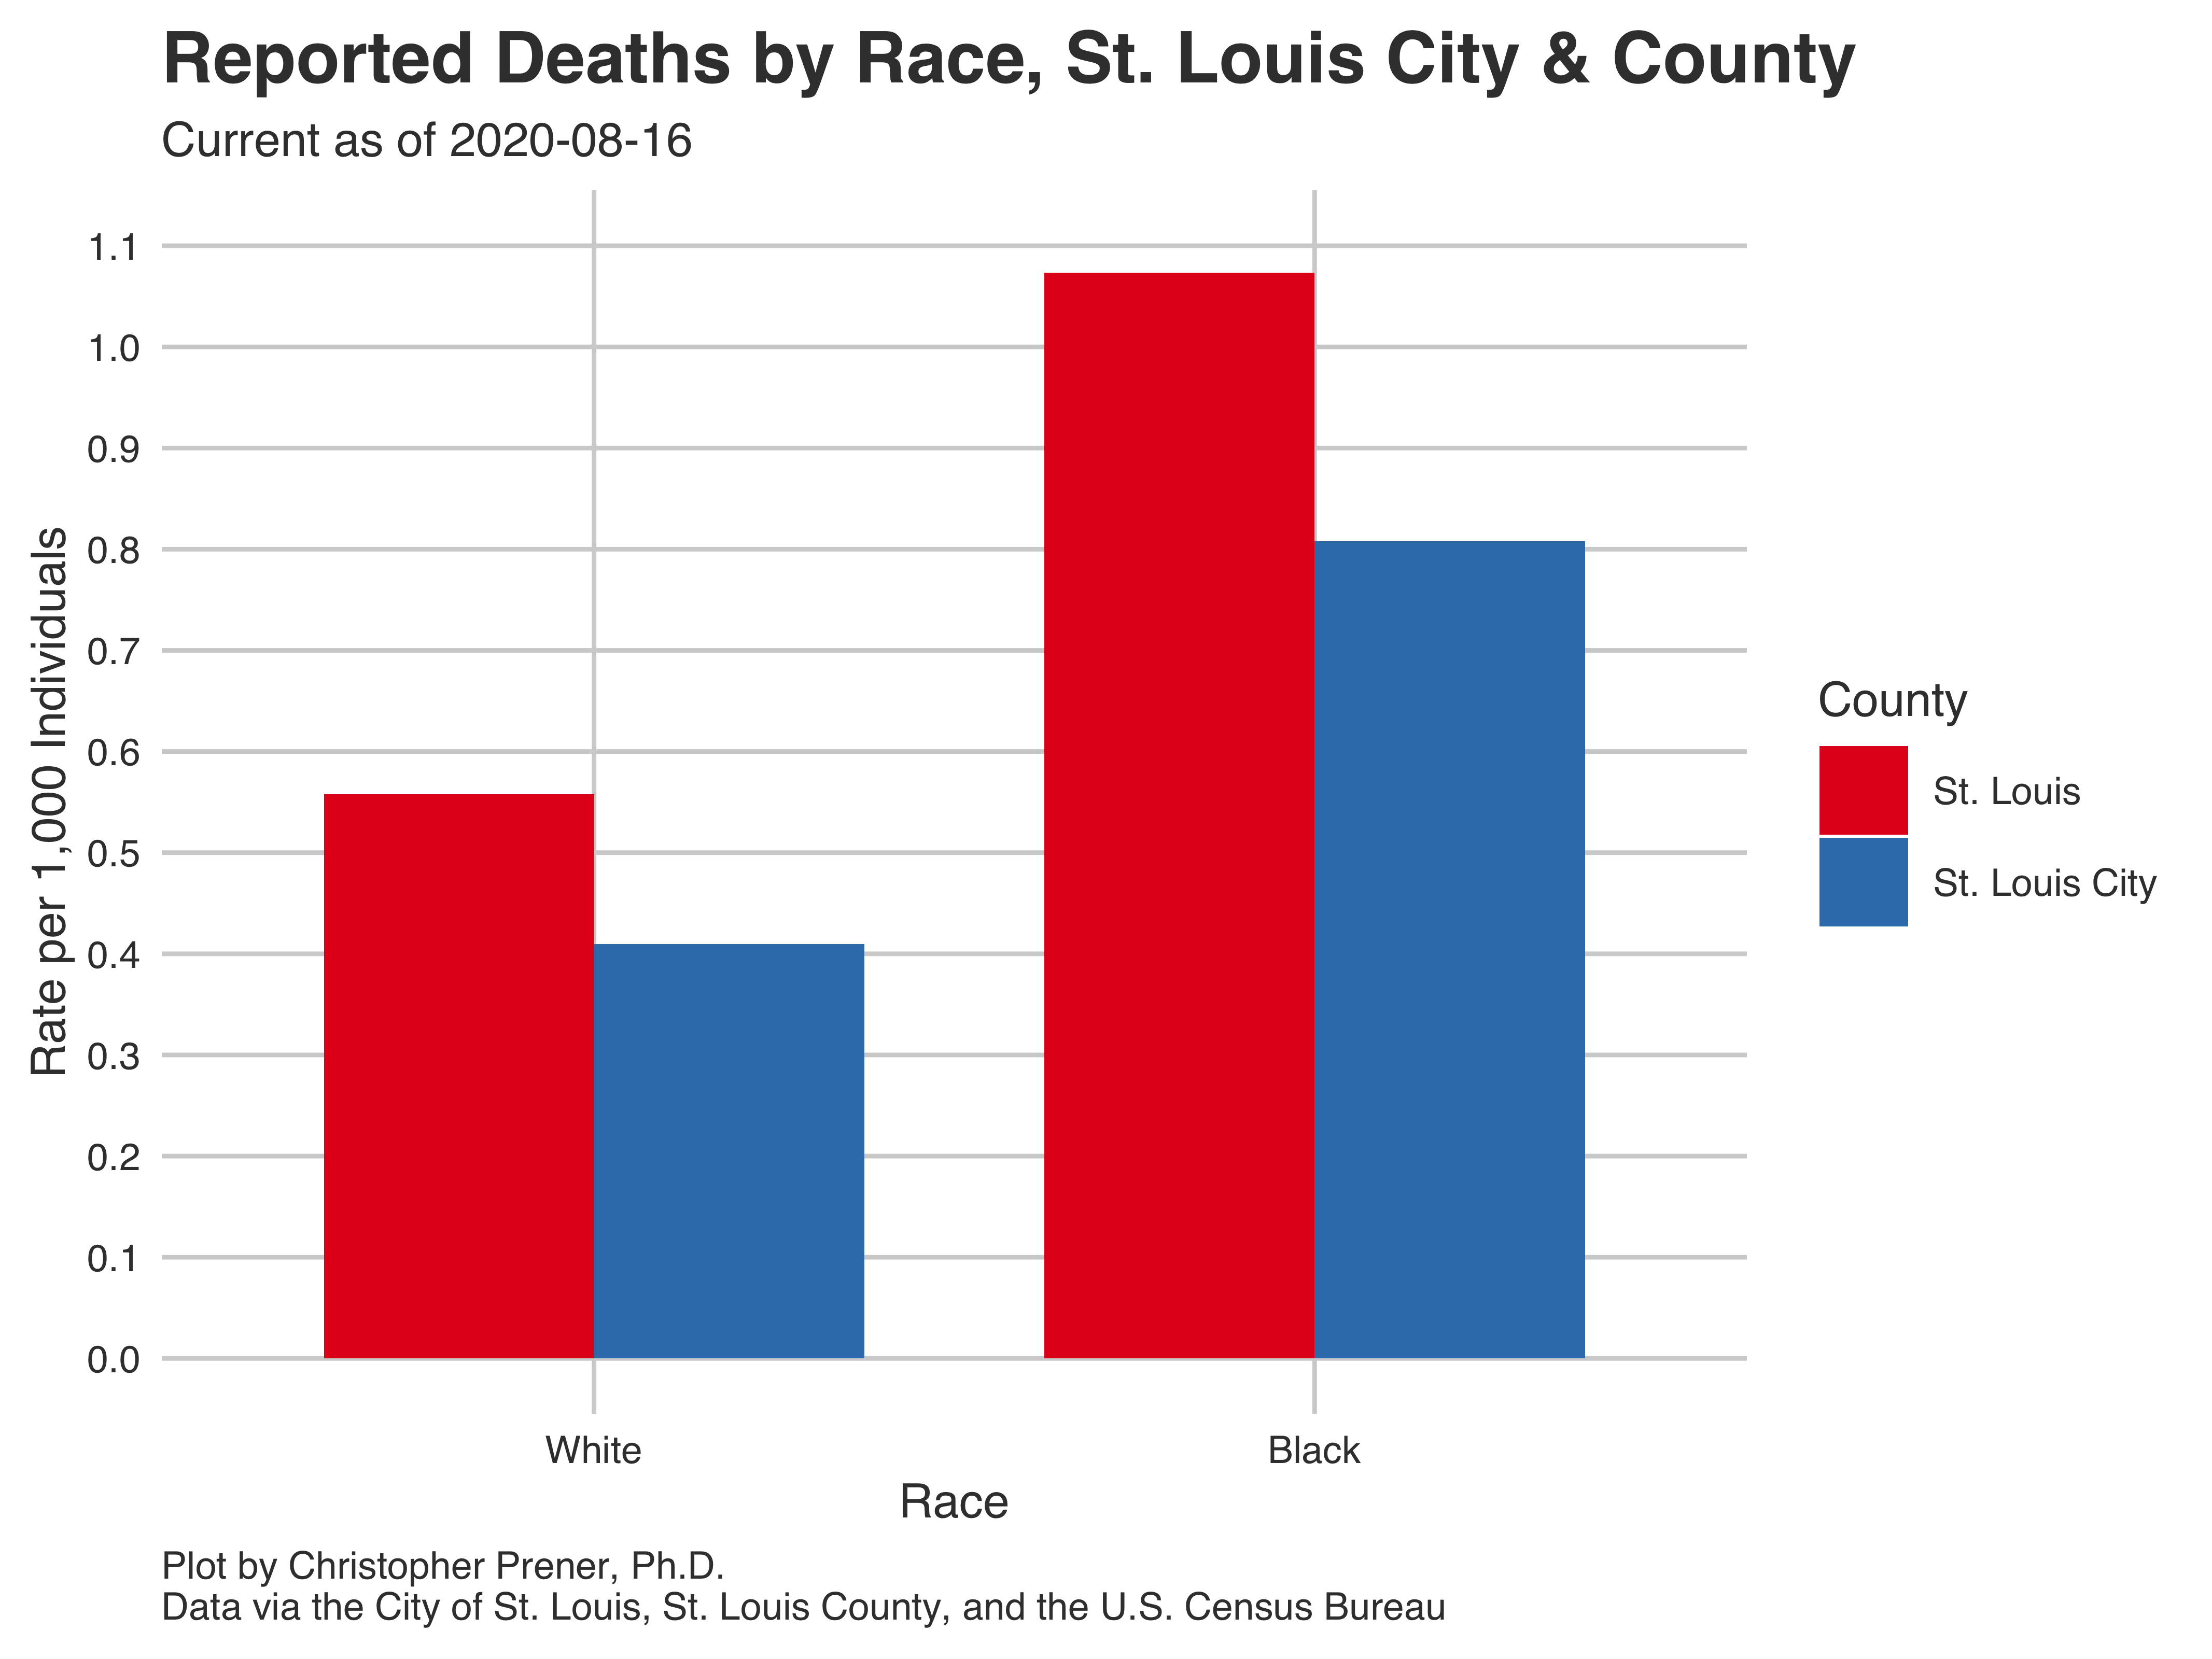 Reported Deaths by Race, St. Louis City & County
Current as of 2020-08-16
Rate per 1,000 Individuals
1.1
1.0
0.9
0.8
0.7
0.6
0.5
0.4
0.3
0.2
0.1
0.0
White
Black
Race
County
St. Louis
St. Louis City
Plot by Christopher Prener, Ph.D.
Data via the City of St. Louis, St. Louis County, and the U.S. Census Bureau